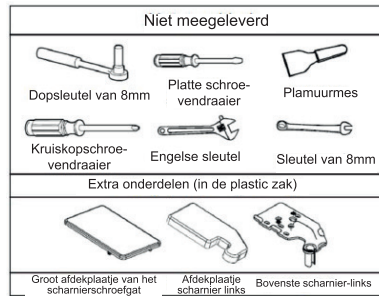 Niet meegeleverd
Dopsleutel van 8mm
Platte schroe-
vendraaier
Plamuurmes
Kruiskopschroe-
vendraaier
Engelse sleutel
Sleutel van 8mm
Extra onderdelen (in de plastic zak)
Groot afdekplaatje van het
scharnierschroefgat
Afdekplaatje
scharnier links
Bovenste scharnier-links